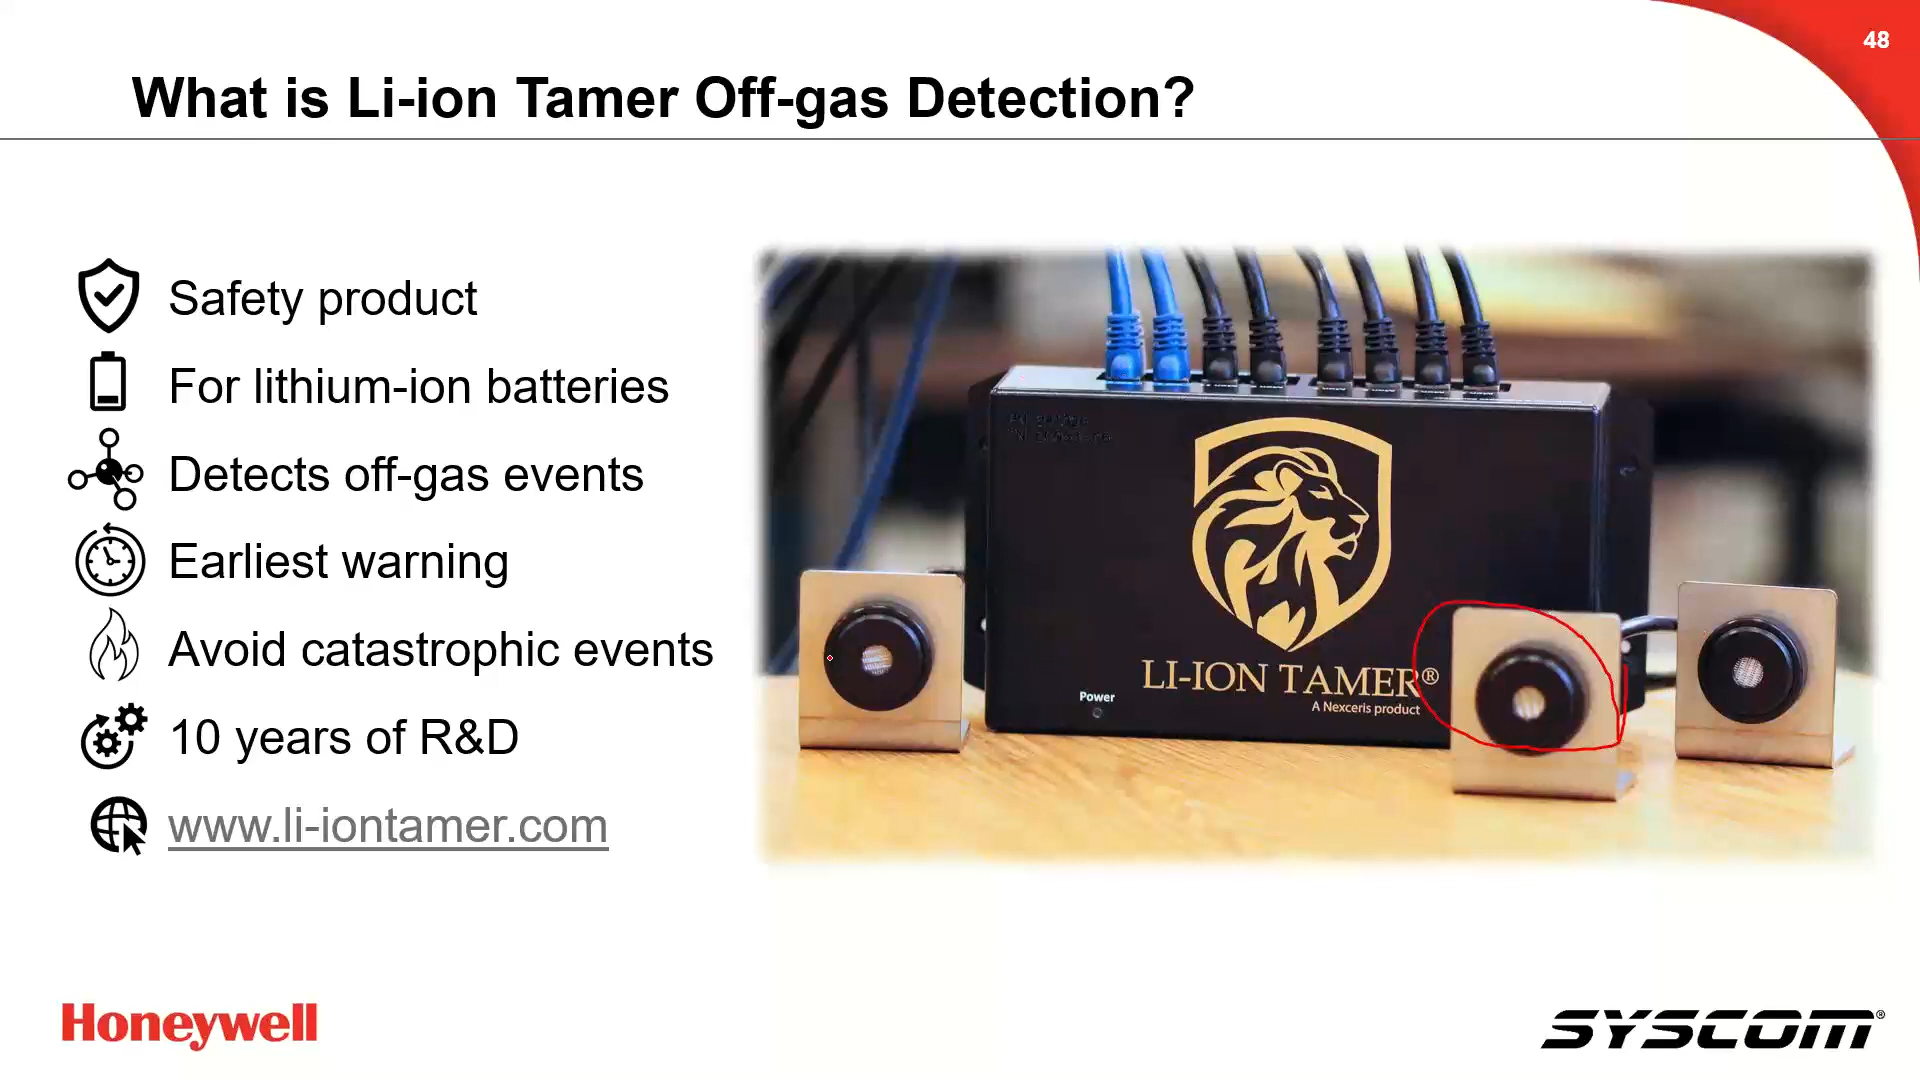 48
What is Li-ion Tamer Off-gas Detection?
Safety product
For lithium-ion batteries
Detects off-gas events
Earliest warning
Avoid catastrophic events
10 years of R&D
www.li-iontamer.com
LI-ION TAMER®
A Nexceris product
Power
Honeywell
SYSCOM®